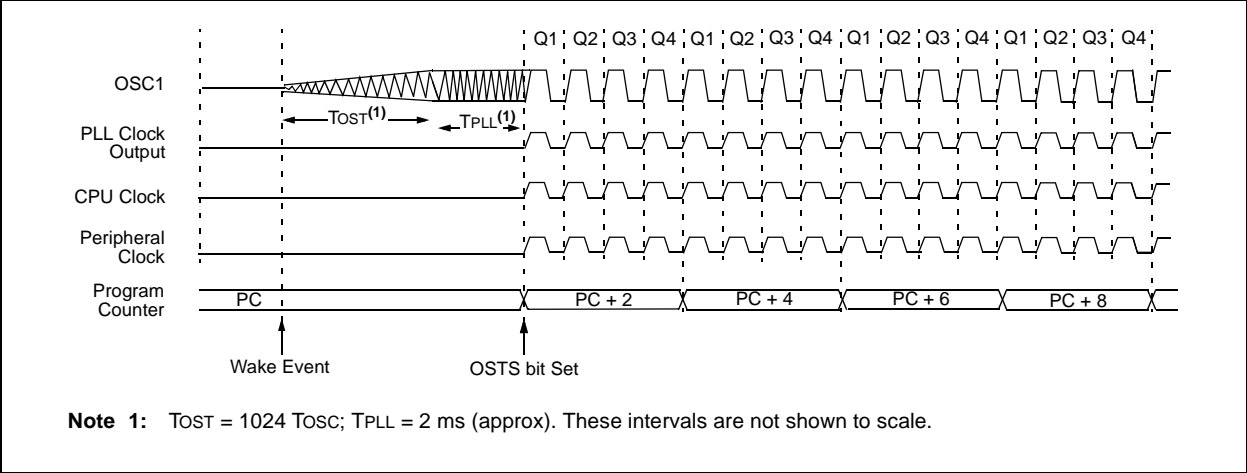 Q1 Q2 Q3 Q4 Q1 Q2 Q3 Q4 Q1 Q2 Q3 Q4 Q1 Q2 Q3 Q4
OSC1
TOST(1)
TPLL(1)
PLL Clock
Output
CPU Clock
Peripheral
Clock
Program
Counter
PC
PC + 2
PC + 4
PC + 6
PC + 8
Wake Event
OSTS bit Set
Note 1: TOST = 1024 TOSC; TPLL = 2 ms (approx). These intervals are not shown to scale.